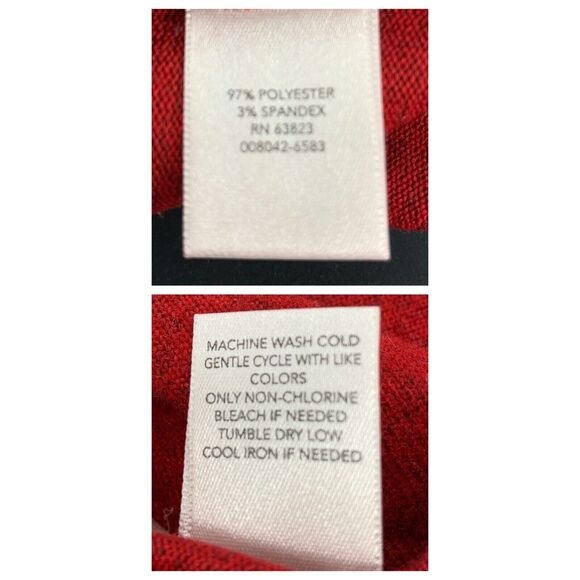 97% POLYESTER
3% SPANDEX
RN 63823
008042-6583
MACHINE WASH COLD
GENTLE CYCLE WITH LIKE
COLORS
ONLY NON-CHLORINE
BLEACH IF NEEDED
TUMBLE DRY LOW
COOL IRON IF NEEDED